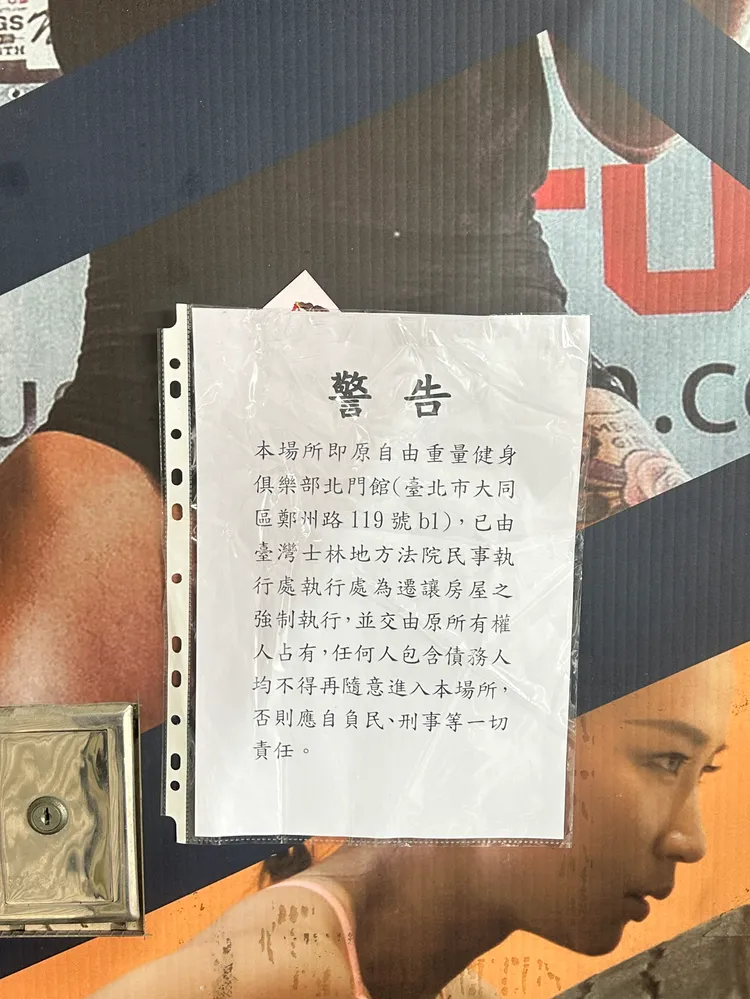 GS
TH
U
.co
警告
本場所即原自由重量健身
俱樂部北門館(臺北市大同
區鄭州路119號b1),已由
臺灣士林地方法院民事執
行處執行處為遷讓房屋之
強制執行,並交由原所有權
人占有,任何人包含債務人
均不得再隨意進入本場所,
否則應自負民、刑事等一切
責任。